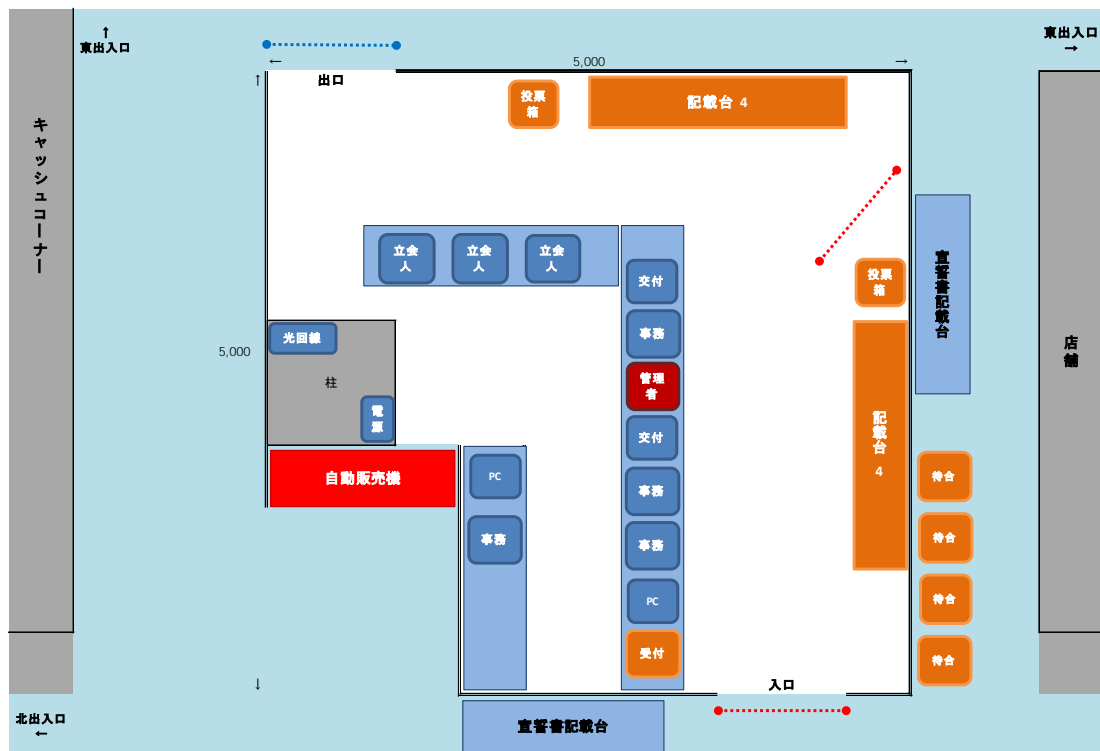 ↑
東出入口
東出入口
→
← 5,000 →
↑
出口
投票
箱
記載台 4
キャッシュコーナー
立会
人
立会
人
立会
人
交付
事務
管理
者
交付
事務
事務
PC
受付
投票
箱
宣誓書記載台
店舗
光回線
5,000
柱
電
源
記載台 4
自動販売機
PC
事務
待合
待合
待合
待合
↓
入口
北出入口
←
宣誓書記載台